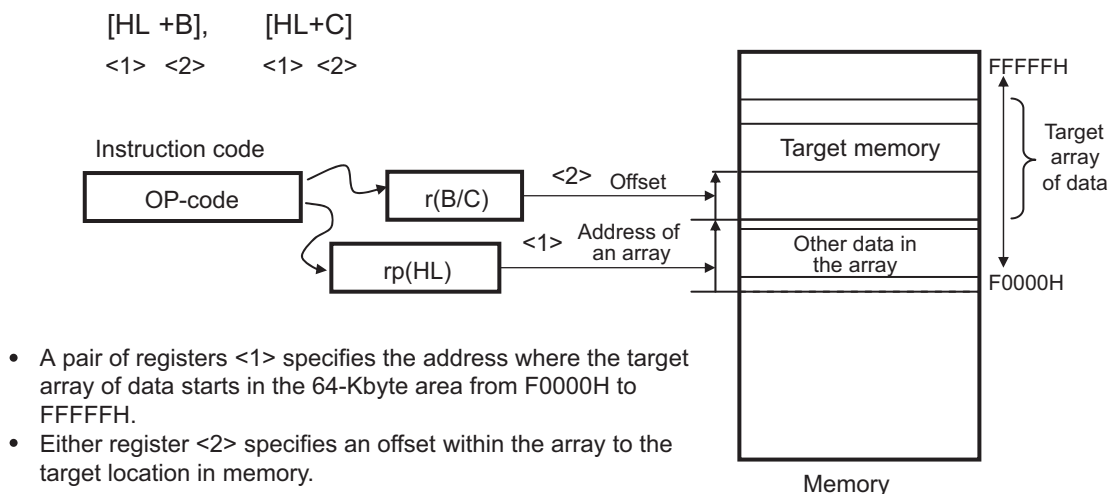 [HL +B], [HL+C]
<1> <2> <1> <2>
FFFFFH
Target memory
Target
array
of data
Instruction code
OP-code
r(B/C)
<2> Offset
<1> Address of
an array
rp(HL)
Other data in
the array
F0000H
• A pair of registers <1> specifies the address where the target
array of data starts in the 64-Kbyte area from F0000H to
FFFFFH.
• Either register <2> specifies an offset within the array to the
target location in memory.
Memory